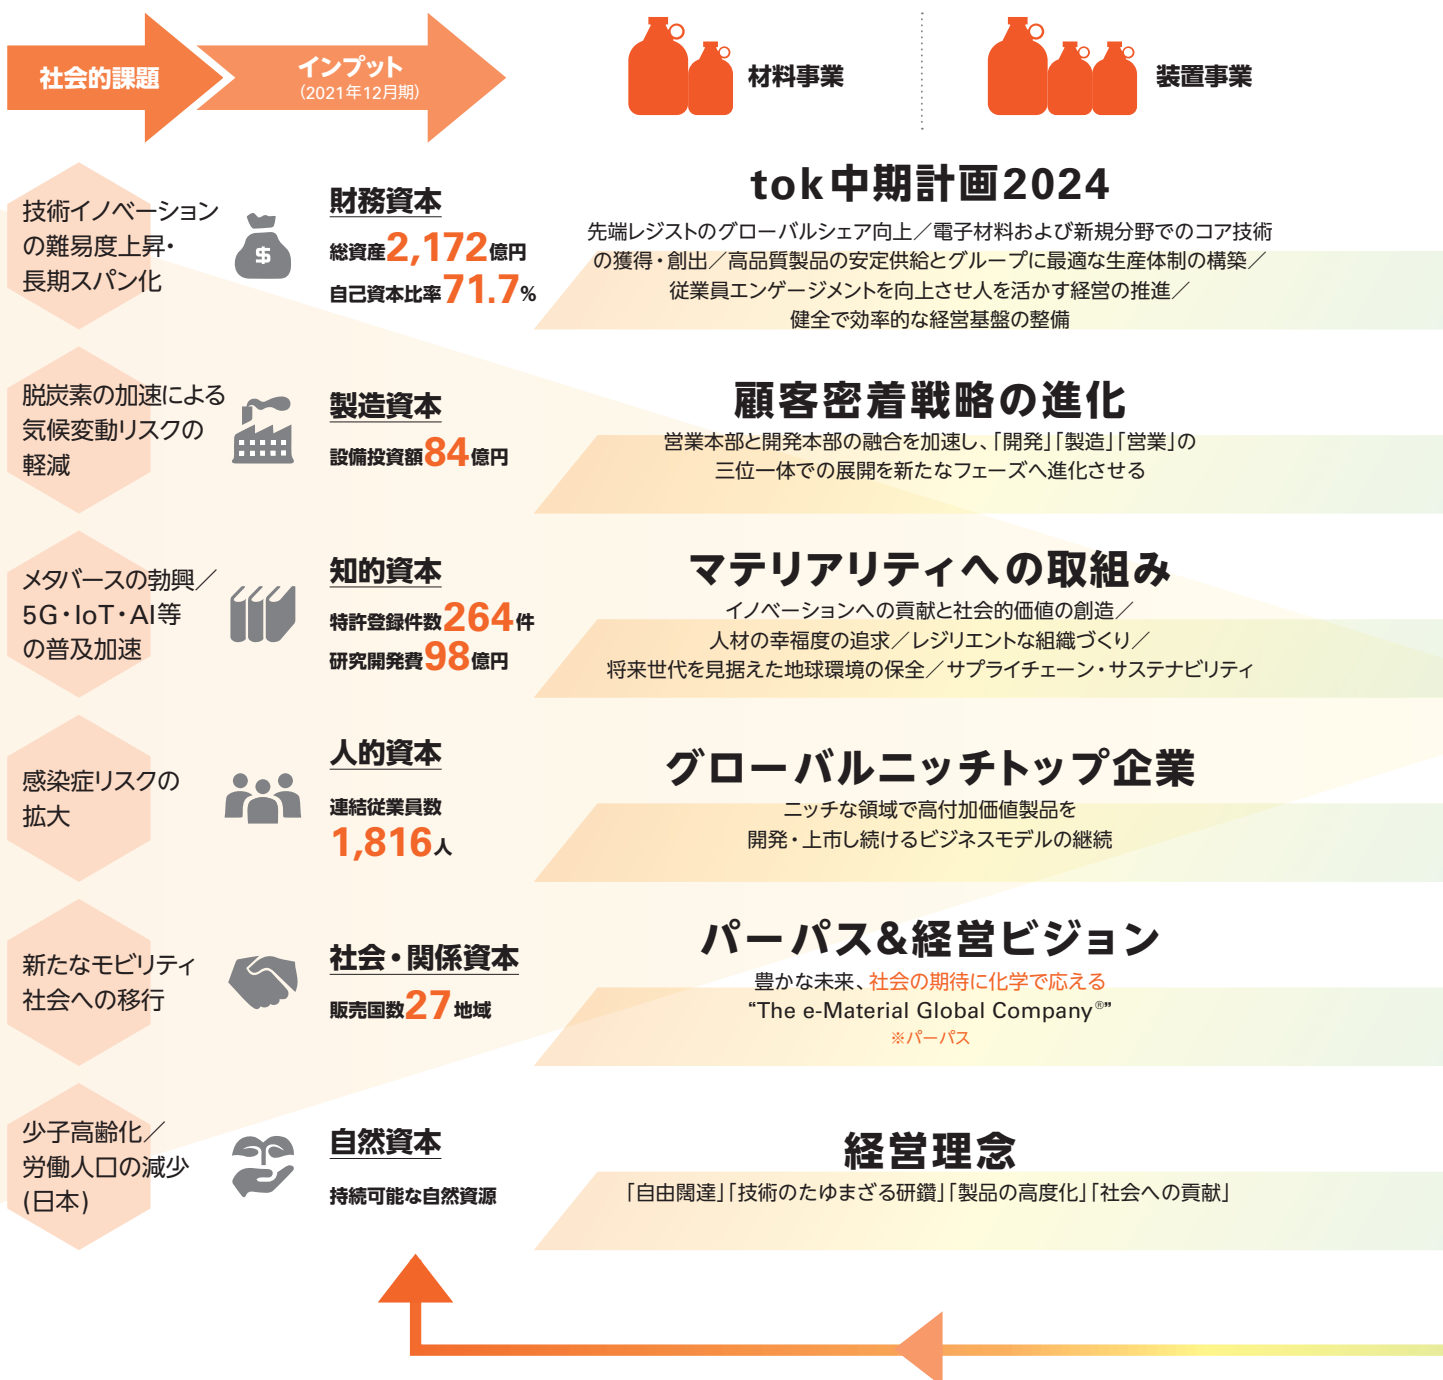 社会的課題
インプット
(2021年12月期)
材料事業
装置事業
技術イノベーション
の難易度上昇・
長期スパン化
脱炭素の加速による
気候変動リスクの
軽減
メタバースの勃興／
5G・IoT・AI等
の普及加速
感染症リスクの
拡大
新たなモビリティ
社会への移行
少子高齢化／
労働人口の減少
(日本)
$
財務資本
総資産2,172億円
自己資本比率71.7%
製造資本
設備投資額84億円
知的資本
特許登録件数264件
研究開発費98億円
人的資本
連結従業員数
1,816人
社会・関係資本
販売国数27地域
自然資本
持続可能な自然資源
tok中期計画2024
先端レジストのグローバルシェア向上／電子材料および新規分野でのコア技術
の獲得・創出／高品質製品の安定供給とグループに最適な生産体制の構築／
従業員エンゲージメントを向上させ人を活かす経営の推進／
健全で効率的な経営基盤の整備
顧客密着戦略の進化
営業本部と開発本部の融合を加速し、「開発」「製造」「営業」の
三位一体での展開を新たなフェーズへ進化させる
マテリアリティへの取組み
イノベーションへの貢献と社会的価値の創造／
人材の幸福度の追求／レジリエントな組織づくり／
将来世代を見据えた地球環境の保全／サプライチェーン・サステナビリティ
グローバルニッチトップ企業
ニッチな領域で高付加価値製品を
開発・上市し続けるビジネスモデルの継続
パーパス&経営ビジョン
豊かな未来、社会の期待に化学で応える
“The e-Material Global Company®”
※パーパス
経営理念
「自由闊達」「技術のたゆまざる研鑽」「製品の高度化」「社会への貢献」